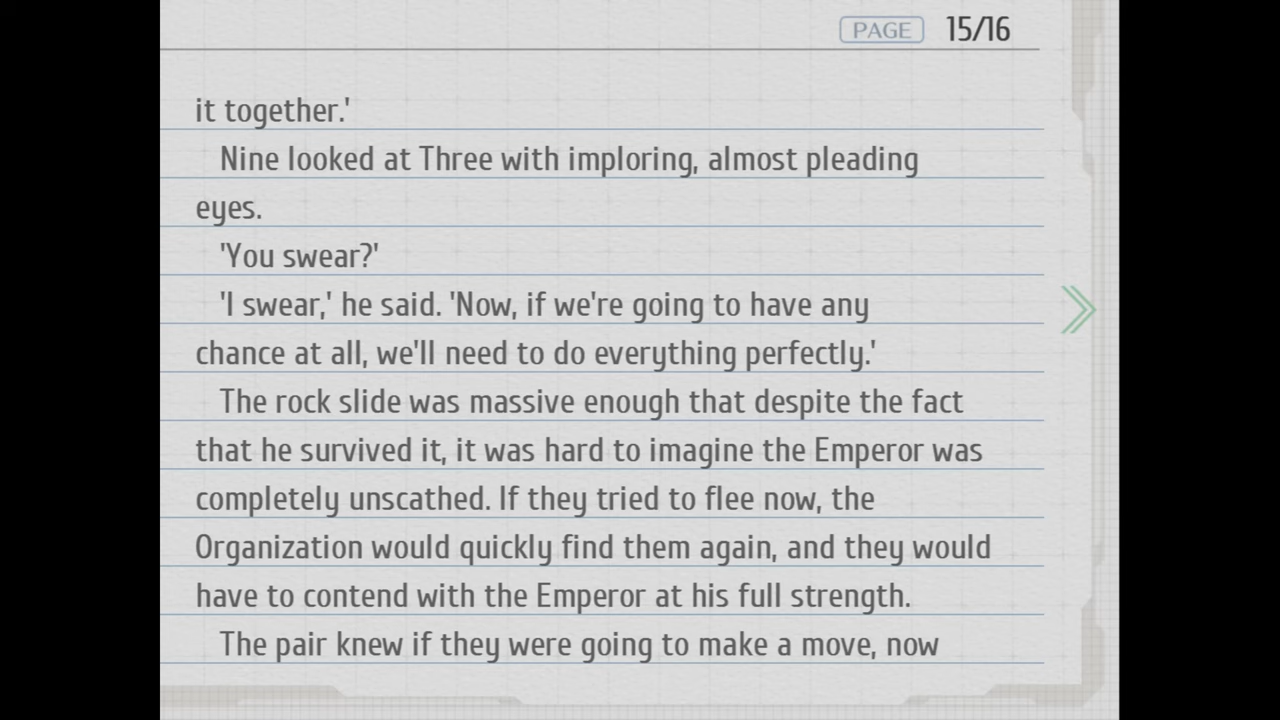 PAGE 15/16
it together.'
Nine looked at Three with imploring, almost pleading
eyes.
'You swear?'
'I swear,' he said. 'Now, if we're going to have any
chance at all, we'll need to do everything perfectly.'
The rock slide was massive enough that despite the fact
that he survived it, it was hard to imagine the Emperor was
completely unscathed. If they tried to flee now, the
Organization would quickly find them again, and they would
have to contend with the Emperor at his full strength.
The pair knew if they were going to make a move, now